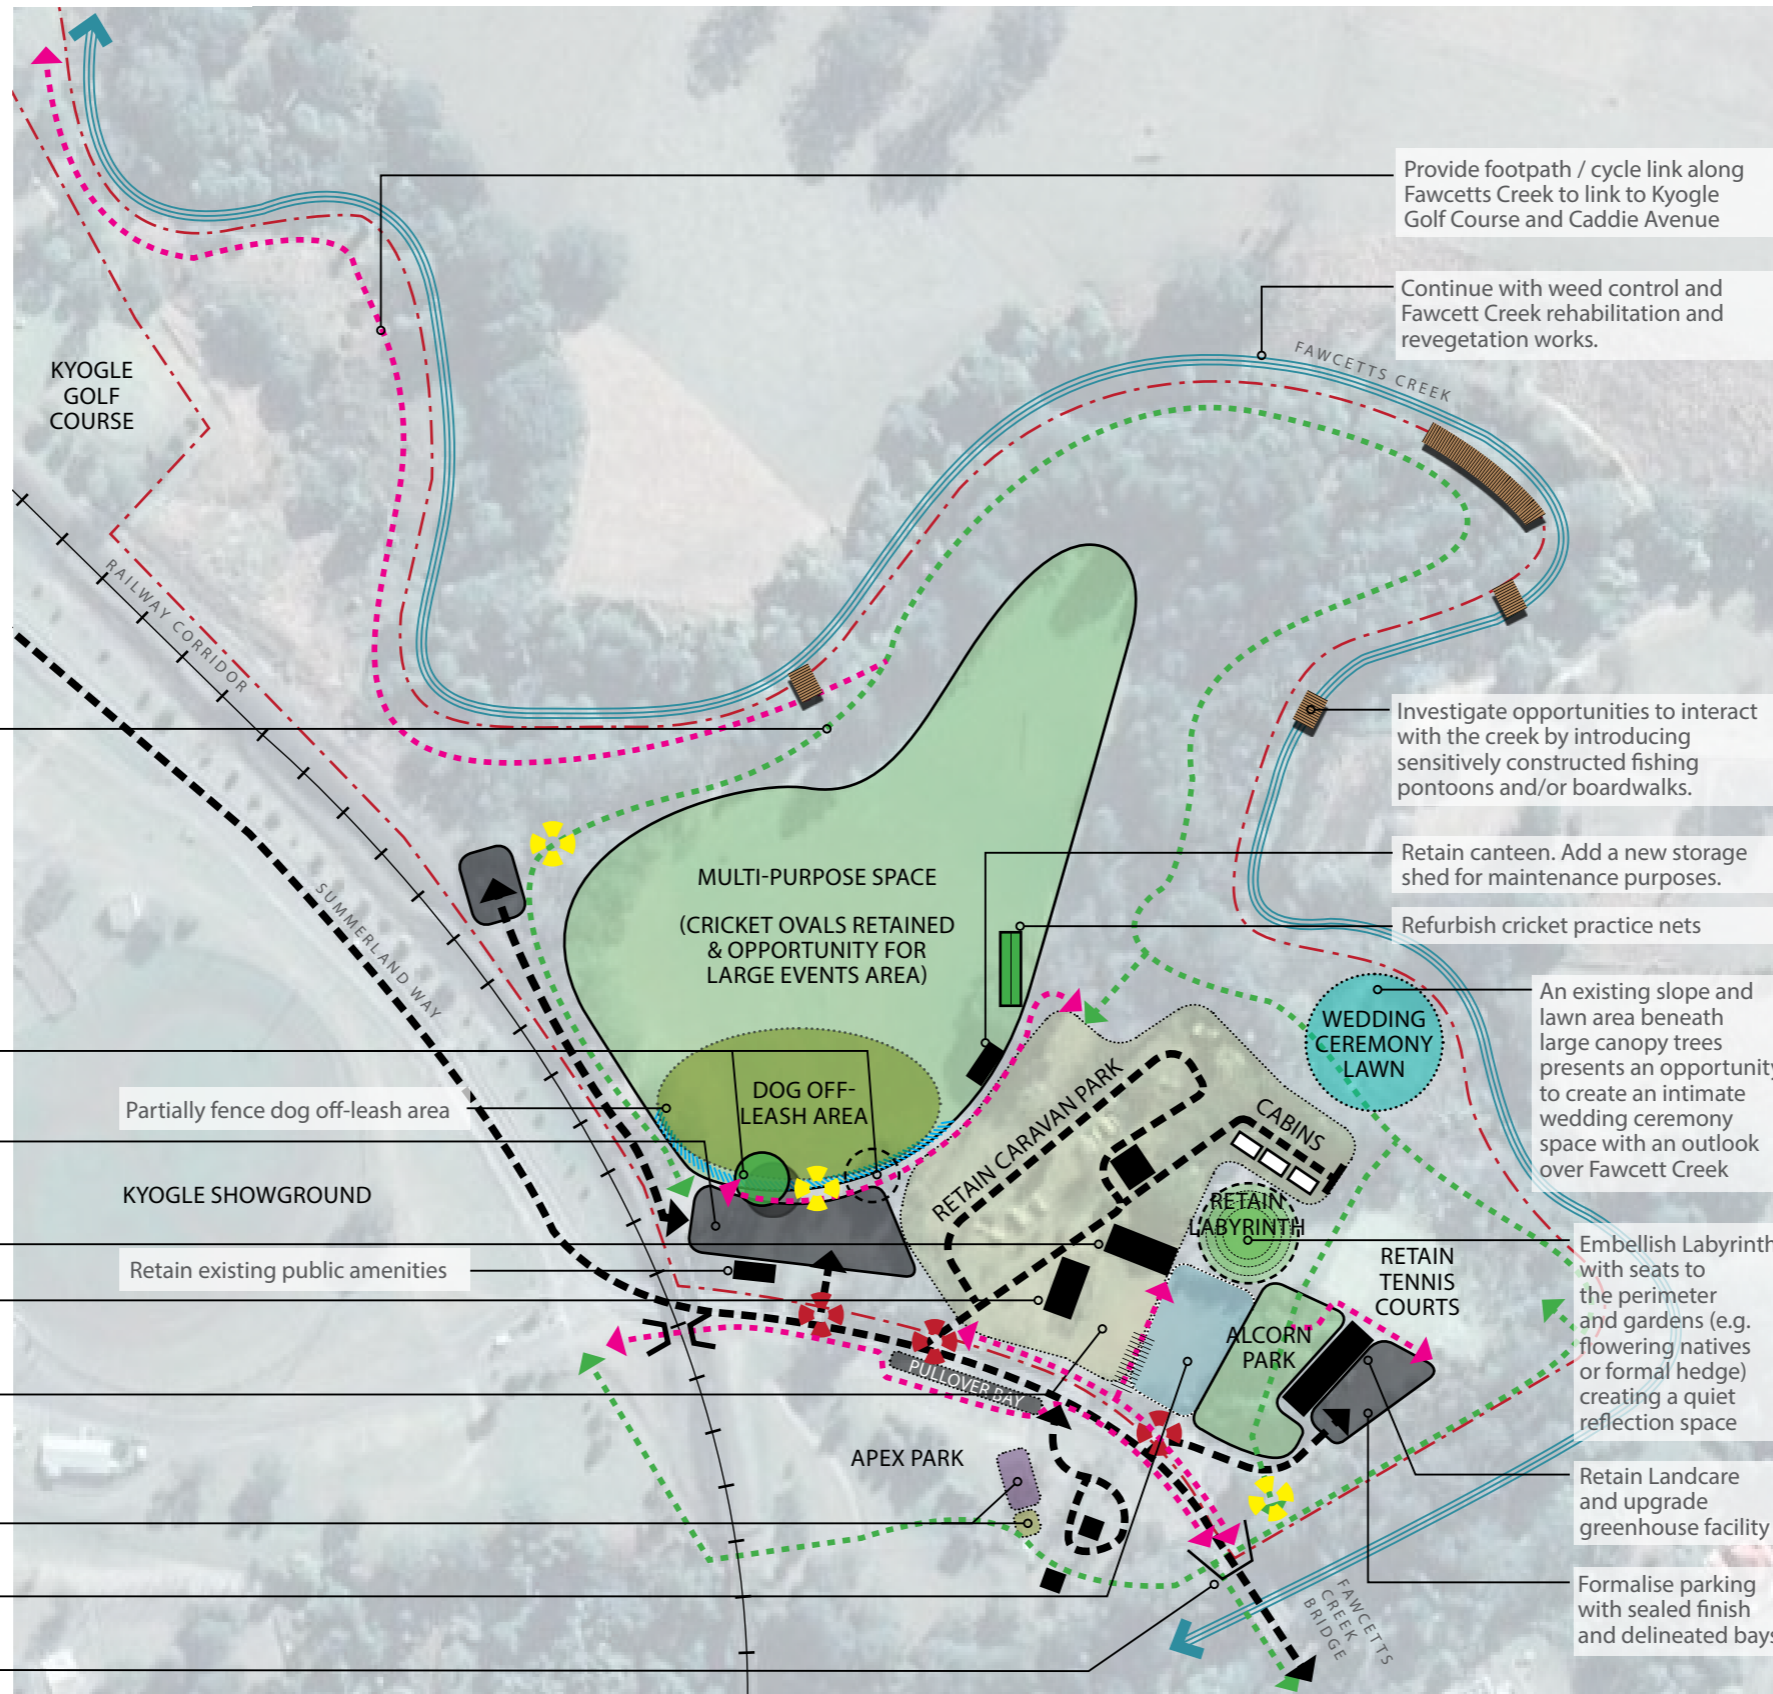 Provide footpath / cycle link along
Fawcetts Creek to link to Kyogle
Golf Course and Caddie Avenue
Continue with weed control and
Fawcett Creek rehabilitation and
revegetation works.
FAWCETTS CREEK
KYOGLE
GOLF
COURSE
RAILWAY CORRIDOR
SUMMERLAND WAY
Investigate opportunities to interact
with the creek by introducing
sensitively constructed fishing
pontoons and/or boardwalks.
Retain canteen. Add a new storage
shed for maintenance purposes.
Refurbish cricket practice nets
MULTI-PURPOSE SPACE
(CRICKET OVALS RETAINED
& OPPORTUNITY FOR
LARGE EVENTS AREA)
An existing slope and
lawn area beneath
large canopy trees
presents an opportunity
to create an intimate
wedding ceremony
space with an outlook
over Fawcett Creek
WEDDING
CEREMONY
LAWN
DOG OFF-
LEASH AREA
Partially fence dog off-leash area
RETAIN CARAVAN PARK
CABINS
KYOGLE SHOWGROUND
RETAIN
LABYRINTH
Retain existing public amenities
RETAIN
TENNIS
COURTS
Embellish Labyrinth
with seats to
the perimeter
and gardens (e.g.
flowering natives
or formal hedge)
creating a quiet
reflection space
ALCORN
PARK
PULLOVER BAY
APEX PARK
Retain Landcare
and upgrade
greenhouse facility
Formalise parking
with sealed finish
and delineated bays
FAWCETTS
CREEK
BRIDGE